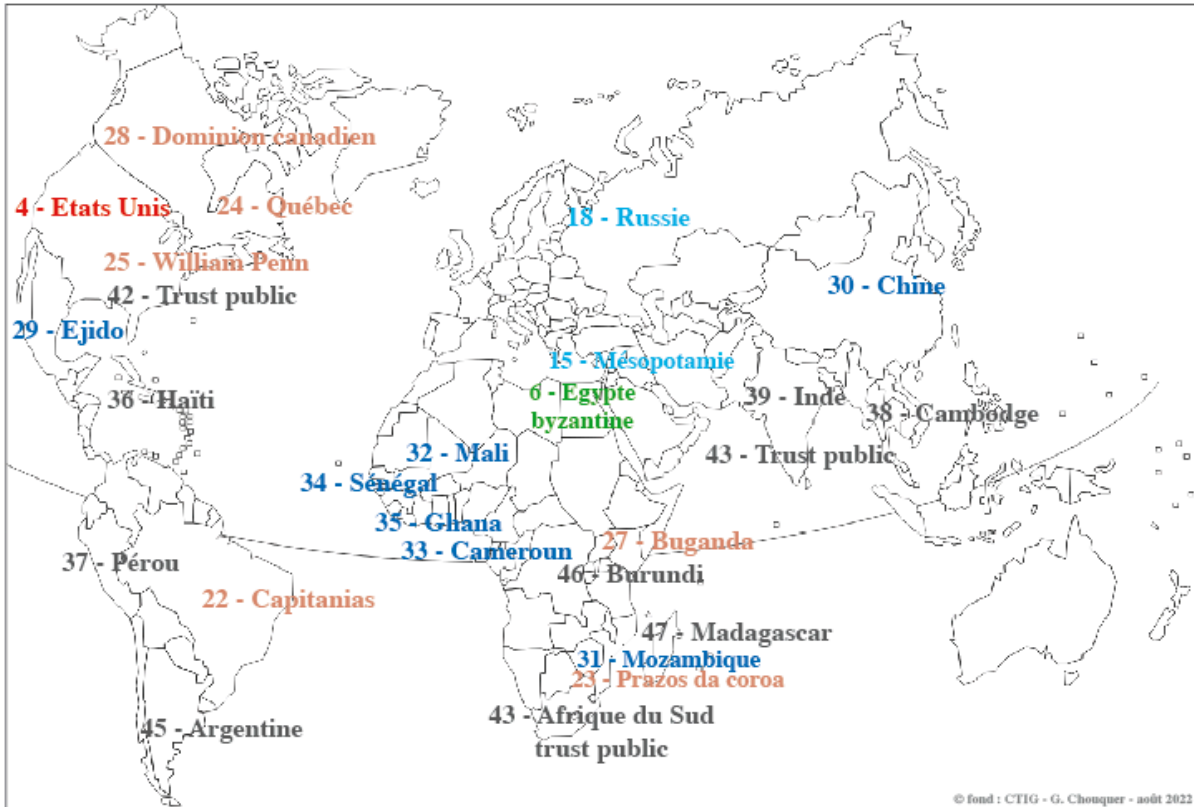 28 - Dominion canadien
4 - Etats Unis
24 - Québec
18 - Russie
25 - William Penn
30 - Chine
42 - Trust public
29 - Ejido
15 - Mésopotamie
36 - Haïti
6 - Egypte
byzantine
39 - Inde
38 - Cambodge
32 - Mali
43 - Trust public
34 - Sénégal
35 - Ghana
33 - Cameroun
27 - Buganda
37 - Pérou
46 - Burundi
22 - Capitanias
47 - Madagascar
31 - Mozambique
23 - Prazos da coroa
43 - Afrique du Sud
trust public
45 - Argentine
© fond : CTIG - G. Chouquer - août 2022